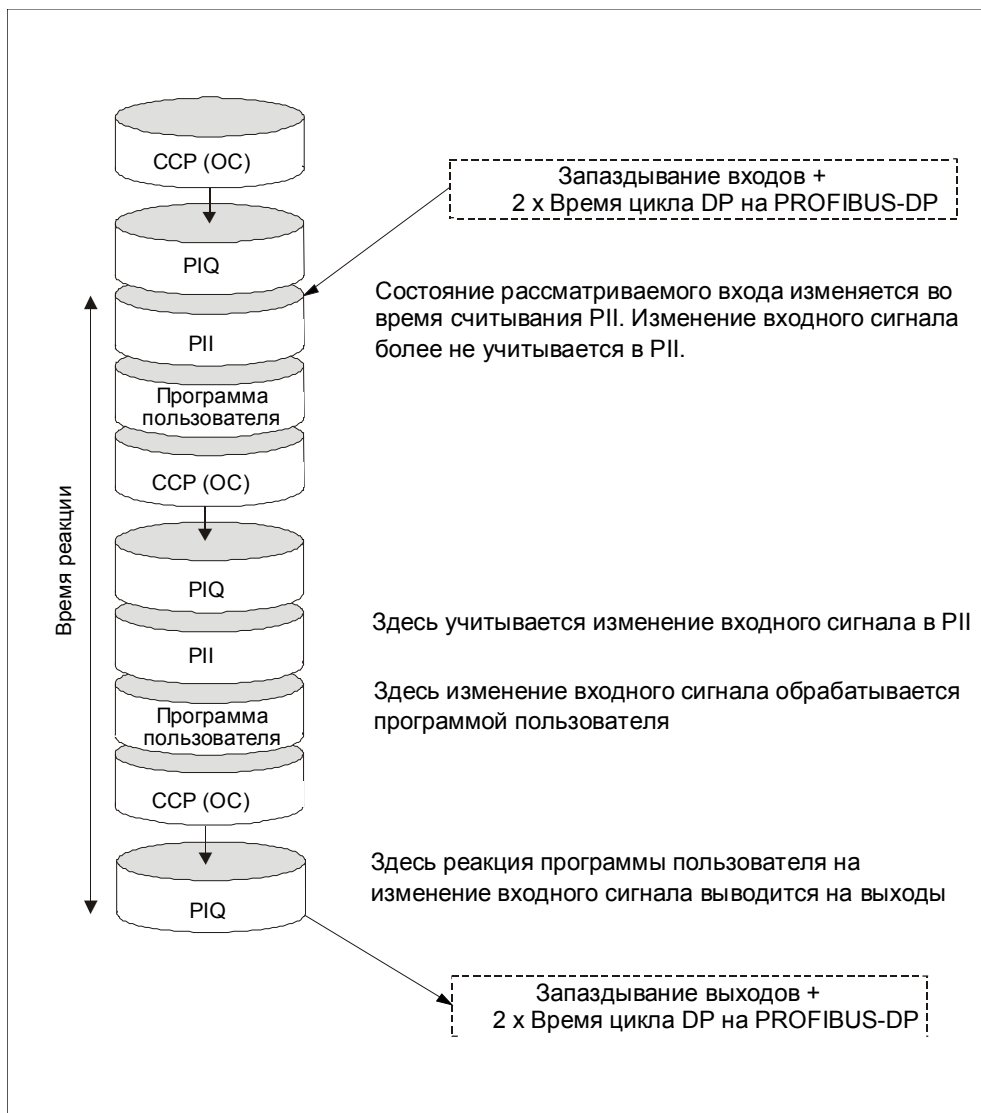 CCP (ОС)
Запаздывание входов +
2 x Время цикла DP на PROFIBUS-DP
PIQ
Состояние рассматриваемого входа изменяется во
время считывания PII. Изменение входного сигнала
более не учитывается в PII.
PII
Программа
пользователя
CCP (ОС)
Время реакции
PIQ
Здесь учитывается изменение входного сигнала в PII
PII
Здесь изменение входного сигнала обрабатывается
программой пользователя
Программа
пользователя
CCP (ОС)
Здесь реакция программы пользователя на
изменение входного сигнала выводится на выходы
PIQ
Запаздывание выходов +
2 x Время цикла DP на PROFIBUS-DP